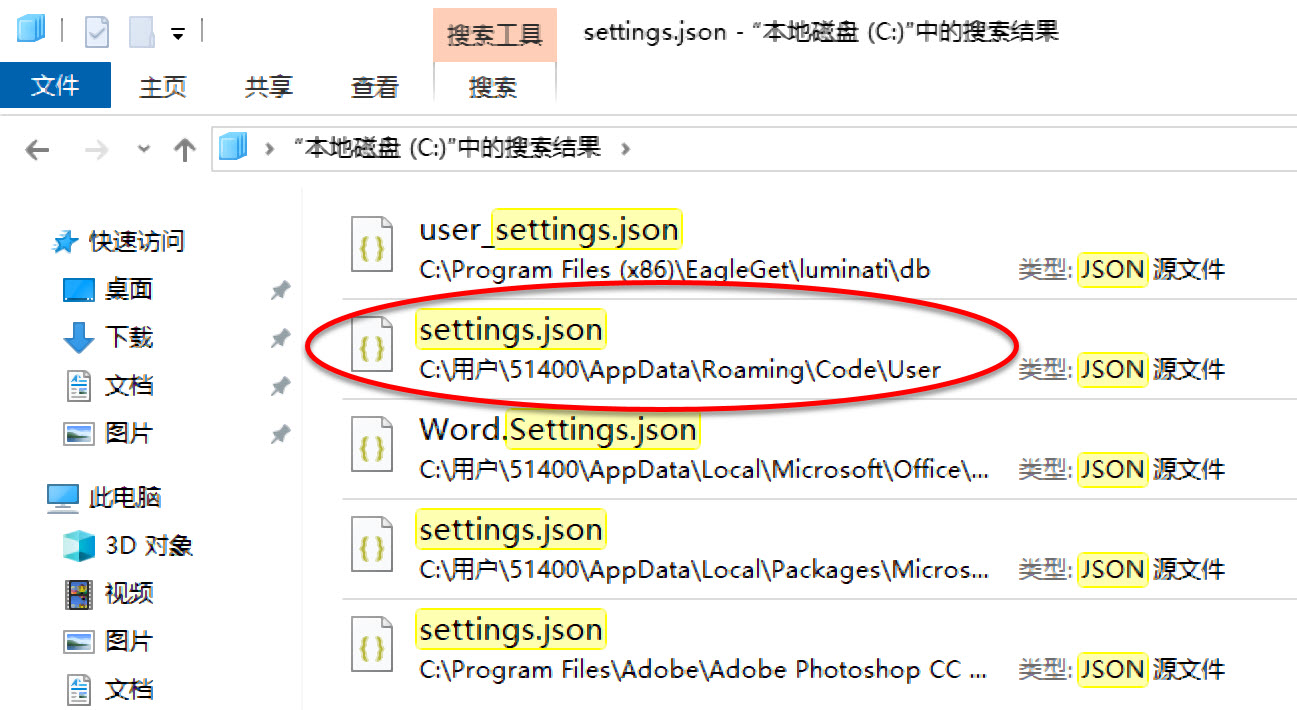 搜索工具
settings.json - “本地磁盘 (C:)”中的搜索结果
文件 主页 共享 查看 搜索
“本地磁盘 (C:)”中的搜索结果
快速访问
桌面
下载
文档
图片
此电脑
3D 对象
视频
图片
文档
user_settings.json
C:\Program Files (x86)\EagleGet\luminati\db 类型: JSON 源文件
settings.json
C:\用户\51400\AppData\Roaming\Code\User 类型: JSON 源文件
Word.Settings.json
C:\用户\51400\AppData\Local\Microsoft\Office\... 类型: JSON 源文件
settings.json
C:\用户\51400\AppData\Local\Packages\Micros... 类型: JSON 源文件
settings.json
C:\Program Files\Adobe\Adobe Photoshop CC ... 类型: JSON 源文件